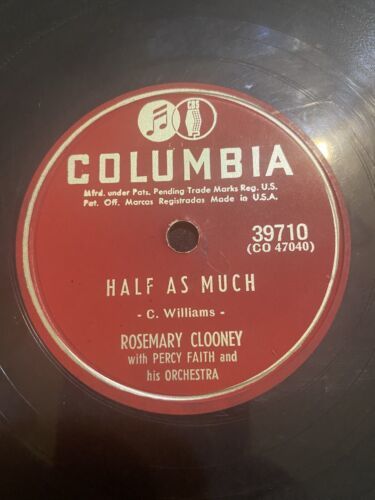 CBS
COLUMBIA
Mfrd. under Pats. Pending Trade Marks Reg. U.S.
Pat. Off. Marcas Registradas Made in U.S.A.
39710
(CO 47040)
HALF AS MUCH
- C. Williams -
ROSEMARY CLOONEY
with PERCY FAITH and
his ORCHESTRA